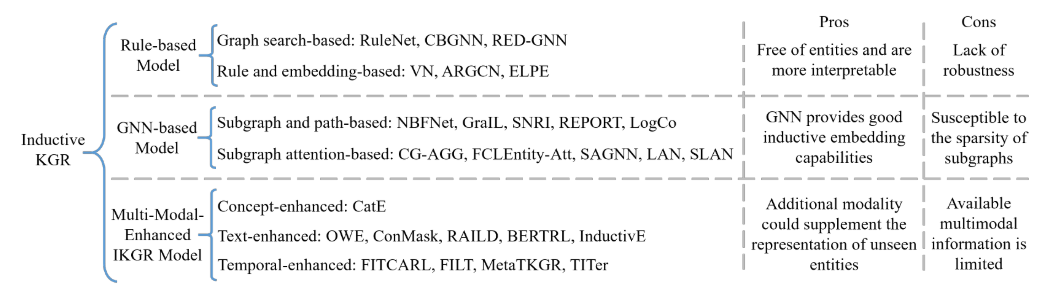 Pros
Cons
Inductive
KGR
Rule-based
Model
Graph search-based: RuleNet, CBGNN, RED-GNN
Rule and embedding-based: VN, ARGCN, ELPE
Free of entities and are
more interpretable
Lack of
robustness
GNN-based
Model
Subgraph and path-based: NBFNet, GraIL, SNRI, REPORT, LogCo
Subgraph attention-based: CG-AGG, FCLEntity-Att, SAGNN, LAN, SLAN
GNN provides good
inductive embedding
capabilities
Susceptible to
the sparsity of
subgraphs
Multi-Modal-
Enhanced
IKGR Model
Concept-enhanced: CatE
Text-enhanced: OWE, ConMask, RAILD, BERTRL, InductivE
Temporal-enhanced: FITCARL, FILT, MetaTKGR, TITer
Additional modality
could supplement the
representation of unseen
entities
Available
multimodal
information is
limited